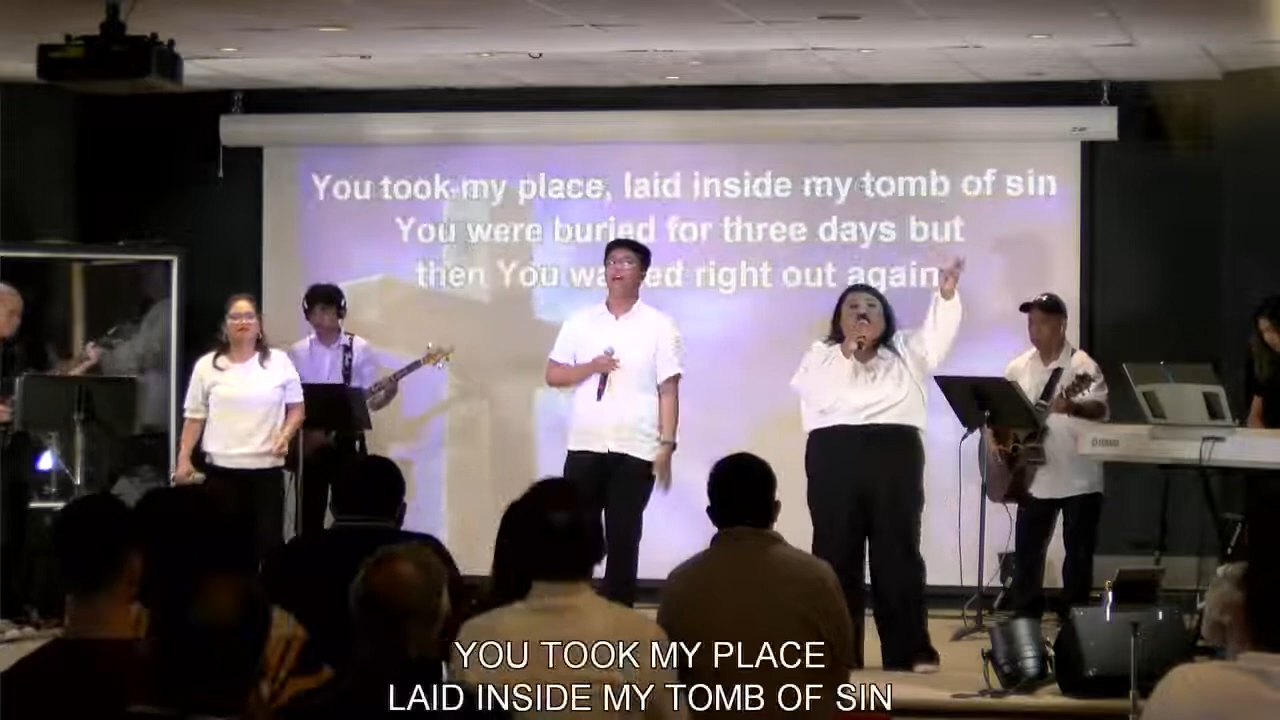 You took my place, laid inside my tomb of sin
You were buried for three days but
then You walked right out again
YAMAHA
YOU TOOK MY PLACE
LAID INSIDE MY TOMB OF SIN